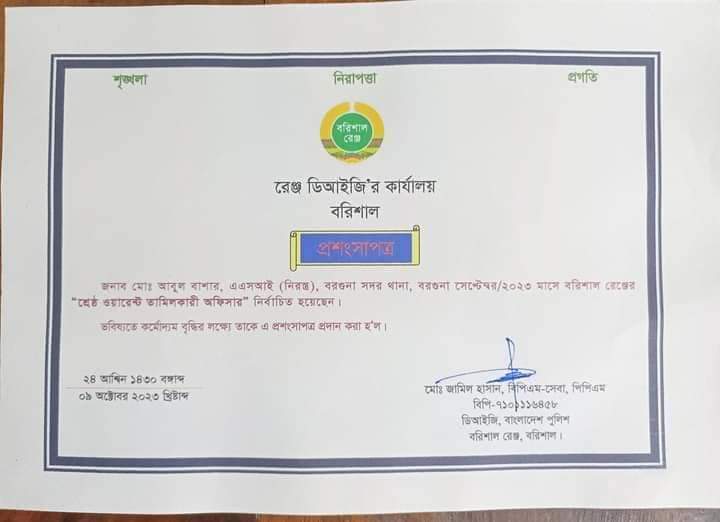 শৃঙ্খলা নিরাপত্তা প্রগতি
বরিশাল
রেঞ্জ
রেঞ্জ ডিআইজি'র কার্যালয়
বরিশাল
প্রশংসাপত্র
জনাব মোঃ আবুল বাশার, এএসআই (নিরস্ত্র), বরগুনা সদর থানা, বরগুনা সেপ্টেম্বর/২০২৩ মাসে বরিশাল রেঞ্জের
"শ্রেষ্ঠ ওয়ারেন্ট তামিলকারী অফিসার" নির্বাচিত হয়েছেন।
ভবিষ্যতে কর্মোদ্যম বৃদ্ধির লক্ষ্যে তাকে এ প্রশংসাপত্র প্রদান করা হ'ল।
২৪ আশ্বিন ১৪৩০ বঙ্গাব্দ
০৯ অক্টোবর ২০২৩ খ্রিষ্টাব্দ
মোঃ জামিল হাসান, বিপিএম-সেবা, পিপিএম
বিপি-৭১০১১১৬৪৫৮
ডিআইজি, বাংলাদেশ পুলিশ
বরিশাল রেঞ্জ, বরিশাল।